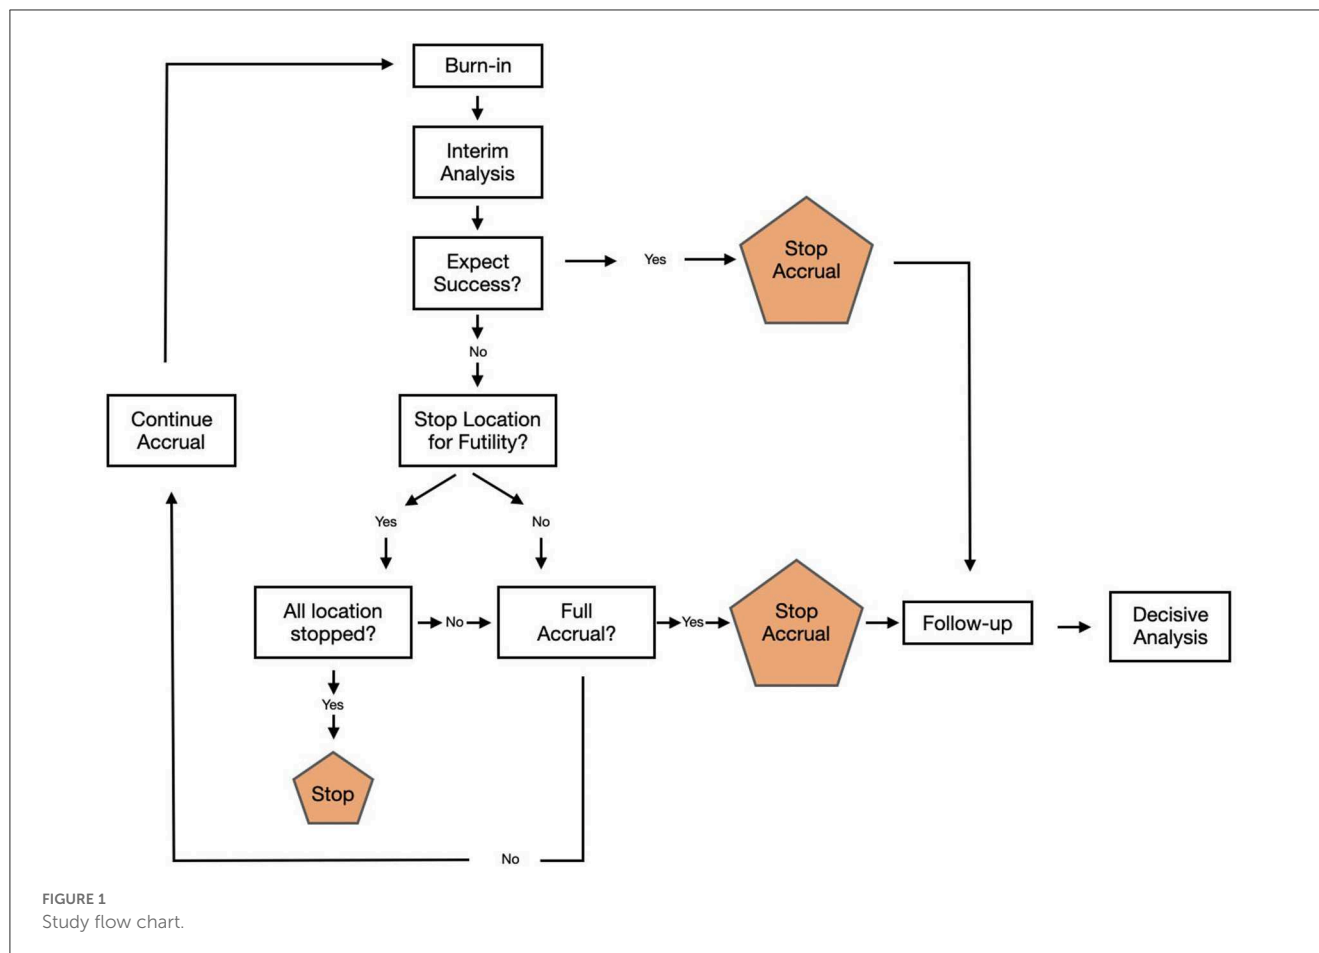 Burn-in
Interim
Analysis
Expect
Success?
Yes
Stop
Accrual
No
Continue
Accrual
Stop Location
for Futility?
Yes
No
All location
stopped?
No
Full
Accrual?
Yes
Stop
Accrual
Follow-up
Decisive
Analysis
Yes
Stop
No
FIGURE 1
Study flow chart.